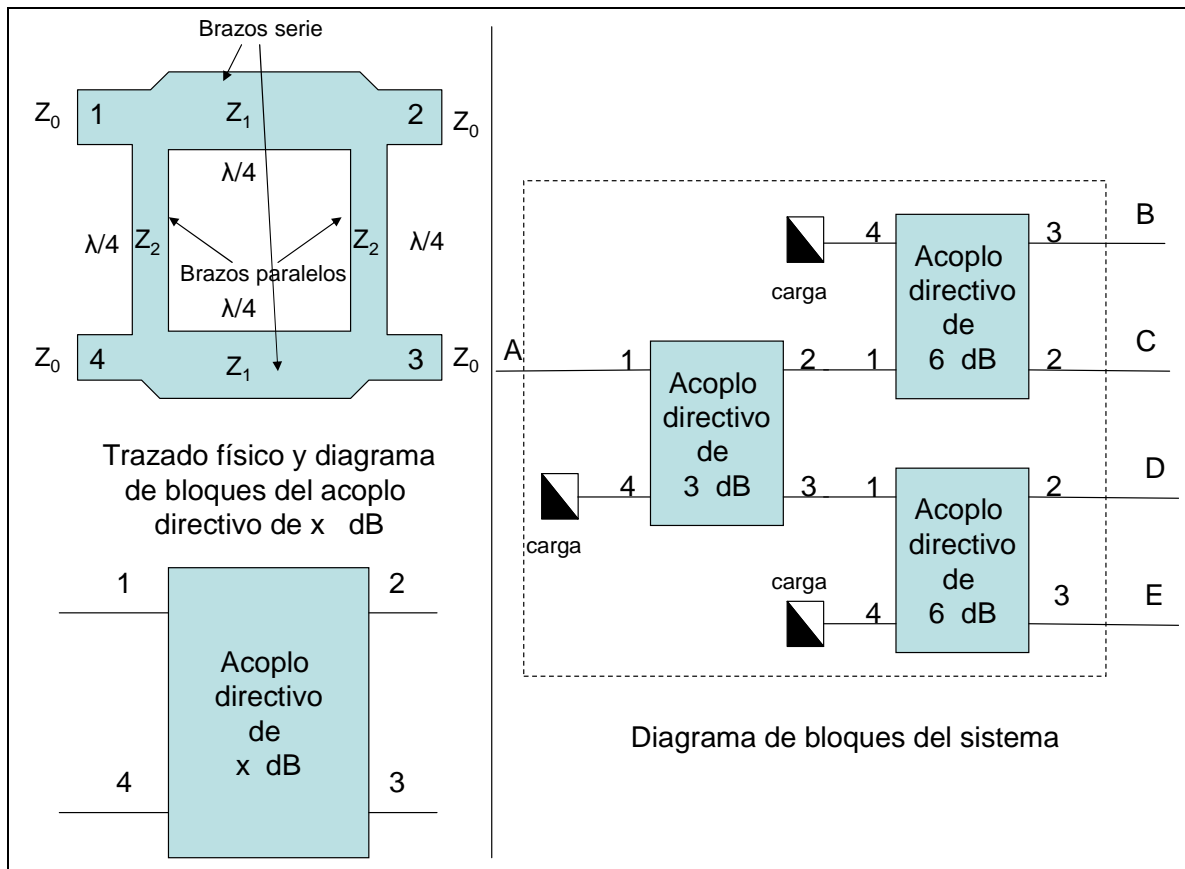 Brazos serie
Z0 1 Z1 2 Z0
λ/4
λ/4 Z2 Z2 λ/4
Brazos paralelos
λ/4
Z0 4 Z1 3 Z0
Trazado físico y diagrama
de bloques del acoplo
directivo de x dB
1 2
Acoplo
directivo
de
x dB
4 3
A
1 2
Acoplo
directivo
de
3 dB
4 3
carga
4 3 B
Acoplo
directivo
de
6 dB
carga
1 2 C
1 2 D
Acoplo
directivo
de
6 dB
carga
4 3 E
Diagrama de bloques del sistema